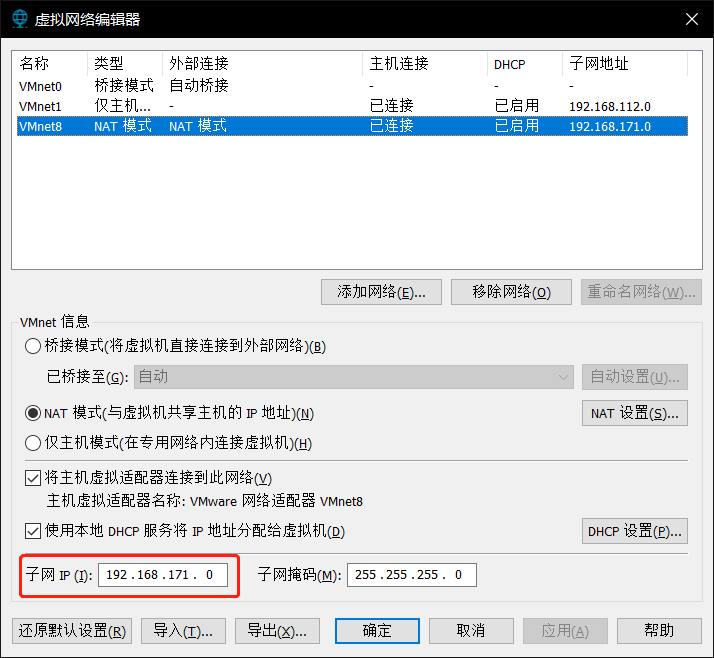 虚拟网络编辑器
名称 类型 外部连接 主机连接 DHCP 子网地址
VMnet0 桥接模式 自动桥接 - - -
VMnet1 仅主机... - 已连接 已启用 192.168.112.0
VMnet8 NAT 模式 NAT 模式 已连接 已启用 192.168.171.0
添加网络(E)... 移除网络(O) 重命名网络(W)...
VMnet 信息
桥接模式(将虚拟机直接连接到外部网络)(B)
已桥接至(G): 自动 自动设置(U)...
NAT 模式(与虚拟机共享主机的 IP 地址)(N) NAT 设置(S)...
仅主机模式(在专用网络内连接虚拟机)(H)
将主机虚拟适配器连接到此网络(V)
主机虚拟适配器名称: VMware 网络适配器 VMnet8
使用本地 DHCP 服务将 IP 地址分配给虚拟机(D) DHCP 设置(P)...
子网 IP (I): 192.168.171. 0 子网掩码(M): 255.255.255. 0
还原默认设置(R) 导入(T)... 导出(X)... 确定 取消 应用(A) 帮助